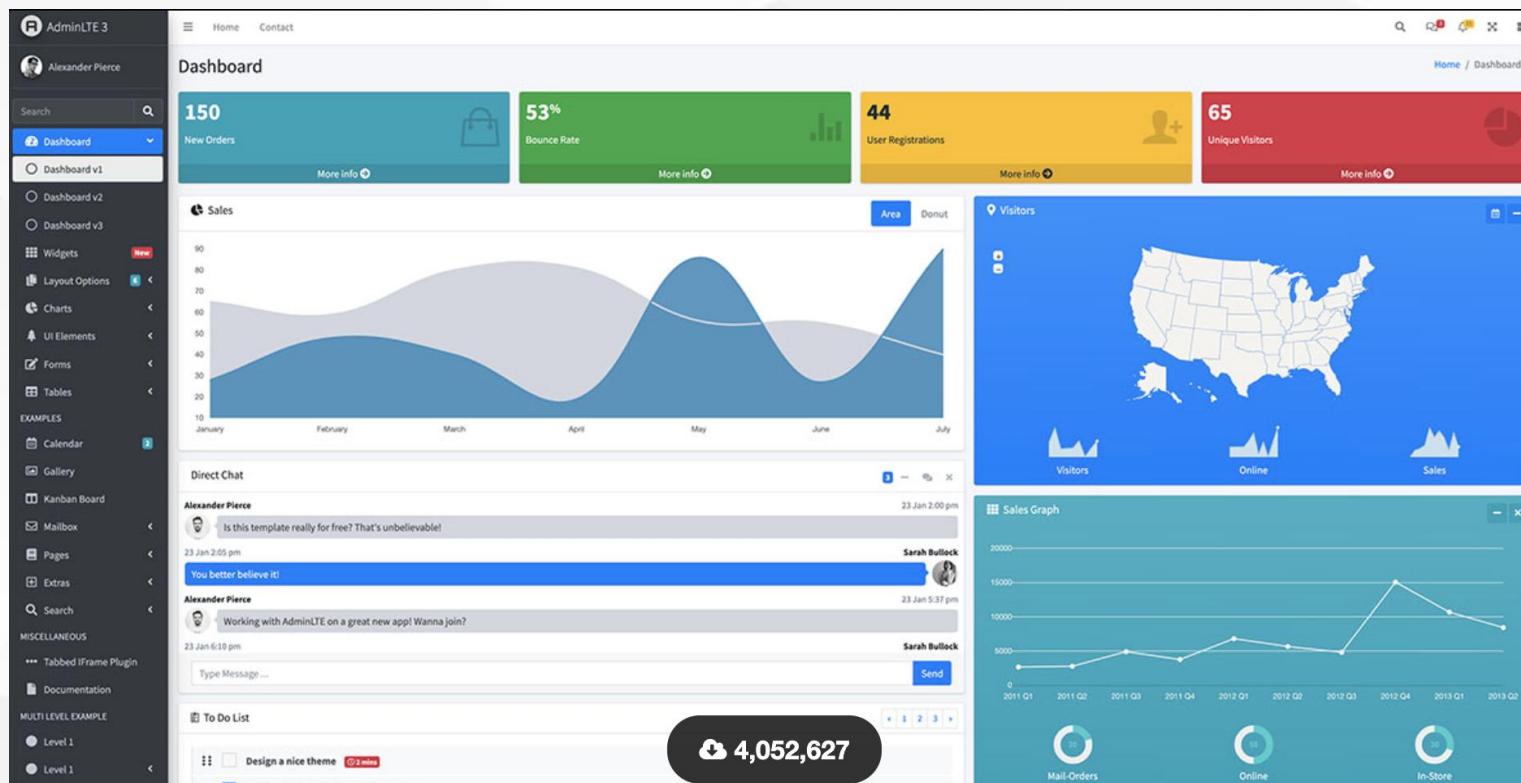 AdminLTE 3
Home Contact
Alexander Pierce
Search
Dashboard
Dashboard v1
Dashboard v2
Dashboard v3
Widgets New
Layout Options 6
Charts
UI Elements
Forms
Tables
EXAMPLES
Calendar 2
Gallery
Kanban Board
Mailbox
Pages
Extras
Search
MISCELLANEOUS
Tabbed IFrame Plugin
Documentation
MULTI LEVEL EXAMPLE
Level 1
Level 1
Dashboard
Home / Dashboard
150
New Orders
More info
53%
Bounce Rate
More info
44
User Registrations
More info
65
Unique Visitors
More info
Sales
Area Donut
90
80
70
60
50
40
30
20
10
January February March April May June July
Direct Chat
3
Alexander Pierce 23 Jan 2:00 pm
Is this template really for free? That's unbelievable!
23 Jan 2:05 pm Sarah Bullock
You better believe it!
Alexander Pierce 23 Jan 5:37 pm
Working with AdminLTE on a great new app! Wanna join?
23 Jan 6:10 pm Sarah Bullock
Type Message ...
Send
To Do List
« 1 2 3 »
Design a nice theme 2 mins
4,052,627
Visitors
Visitors Online Sales
Sales Graph
20000
15000
10000
5000
0
2011 Q1 2011 Q2 2011 Q3 2011 Q4 2012 Q1 2012 Q2 2012 Q3 2012 Q4 2013 Q1 2013 Q2
30 50 30
Mail-Orders Online In-Store